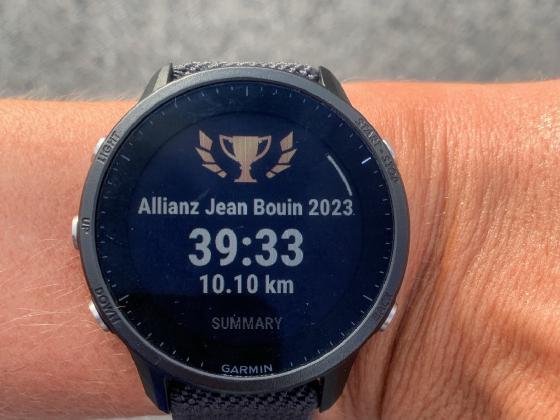 LIGHT
START STOP
UP
DOWN
BACK
Allianz Jean Bouin 2023
39:33
10.10 km
SUMMARY
GARMIN